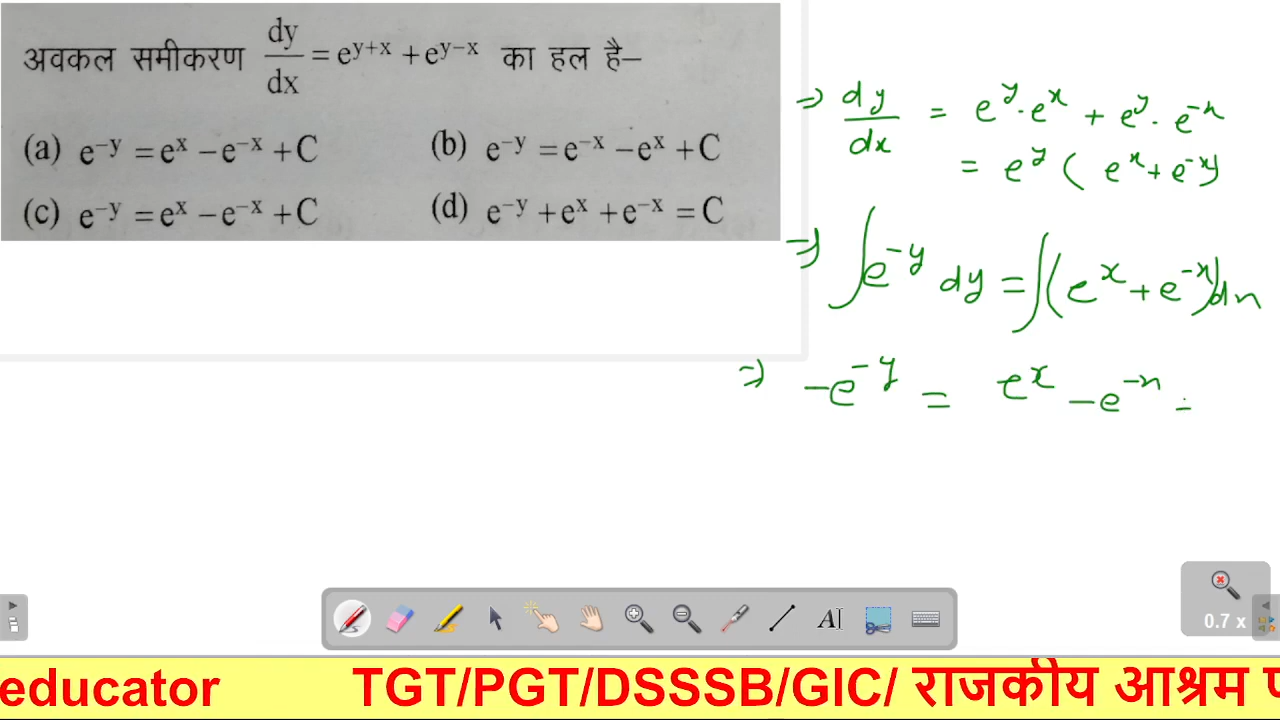 अवकल समीकरण dy/dx = e^{y+x} + e^{y−x} का हल है–
(a) e^{−y} = e^x − e^{−x} + C
(b) e^{−y} = e^{−x} − e^x + C
(c) e^{−y} = e^x − e^{−x} + C
(d) e^{−y} + e^x + e^{−x} = C
⇒ dy/dx = e^y · e^x + e^y · e^{−x}
= e^y (e^x + e^{−x})
⇒ ∫e^{−y} dy = ∫(e^x + e^{−x})dx
⇒ −e^{−y} = e^x − e^{−x}
AI
0.7 x
educator TGT/PGT/DSSSB/GIC/ राजकीय आश्रम